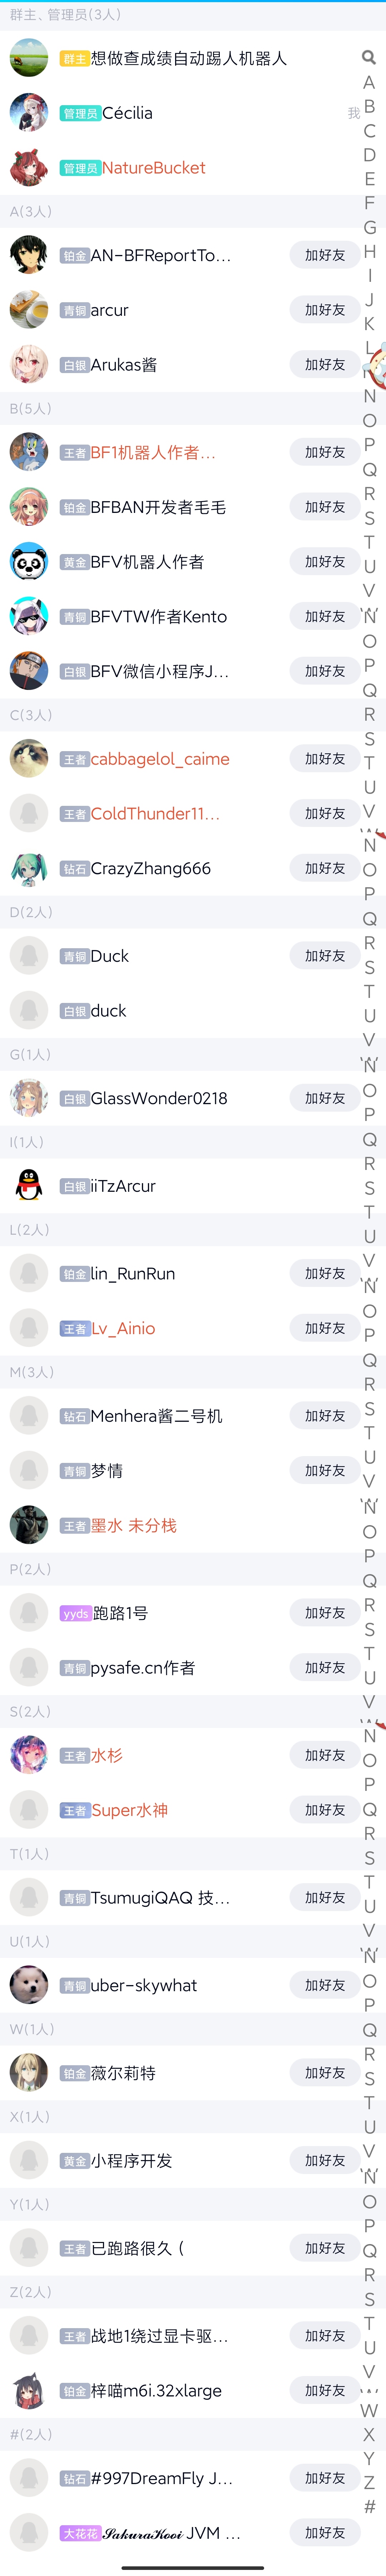 群主、管理员(3人)
群主 想做查成绩自动踢人机器人
管理员 Cécilia 我
管理员 NatureBucket
A(3人)
铂金 AN-BFReportTo... 加好友
青铜 arcur 加好友
白银 Arukas酱 加好友
B(5人)
王者 BF1机器人作者... 加好友
铂金 BFBAN开发者毛毛 加好友
黄金 BFV机器人作者 加好友
青铜 BFVTW作者Kento 加好友
白银 BFV微信小程序J... 加好友
C(3人)
王者 cabbagelol_caime 加好友
王者 ColdThunder11... 加好友
钻石 CrazyZhang666 加好友
D(2人)
青铜 Duck 加好友
白银 duck
G(1人)
白银 GlassWonder0218 加好友
I(1人)
白银 iiTzArcur
L(2人)
铂金 lin_RunRun 加好友
王者 Lv_Ainio 加好友
M(3人)
钻石 Menhera酱二号机 加好友
青铜 梦情 加好友
王者 墨水 未分栈
P(2人)
yyds 跑路1号 加好友
青铜 pysafe.cn作者 加好友
S(2人)
王者 水杉 加好友
王者 Super水神 加好友
T(1人)
青铜 TsumugiQAQ 技... 加好友
U(1人)
青铜 uber-skywhat 加好友
W(1人)
铂金 薇尔莉特 加好友
X(1人)
黄金 小程序开发 加好友
Y(1人)
王者 已跑路很久（ 加好友
Z(2人)
王者 战地1绕过显卡驱... 加好友
铂金 梓喵m6i.32xlarge 加好友
#(2人)
钻石 #997DreamFly J... 加好友
大花花 𝓢𝓪𝓴𝓾𝓻𝓪𝓚𝓸𝓸𝓲 JVM ... 加好友
A
B
C
D
E
F
G
H
I
J
K
L
N
O
P
Q
R
S
T
U
V
N
O
P
Q
R
S
T
U
V
N
O
P
Q
R
S
T
U
V
N
O
P
Q
R
S
T
U
V
N
O
P
Q
R
S
T
U
V
N
O
P
Q
R
S
T
U
V
N
O
P
Q
R
S
T
U
V
N
O
P
Q
R
S
T
U
V
N
O
P
Q
R
S
T
U
V
W
X
Y
Z
#